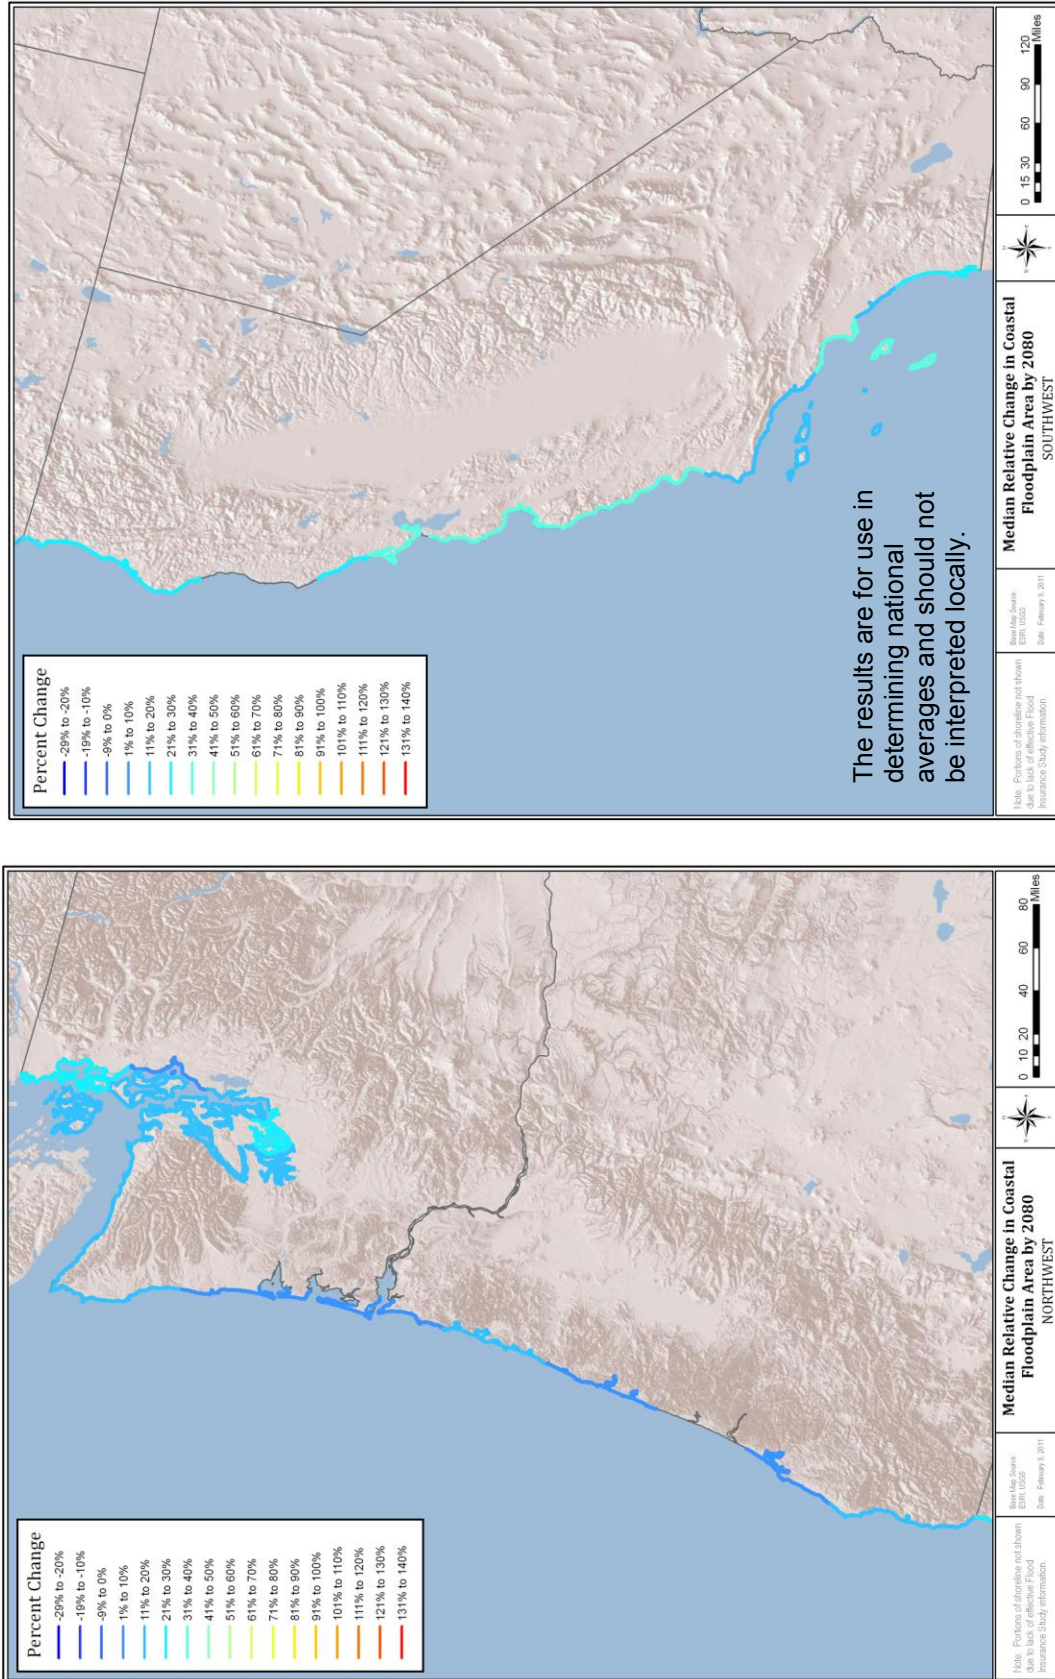 Percent Change
-29% to -20%
-19% to -10%
-9% to 0%
1% to 10%
11% to 20%
21% to 30%
31% to 40%
41% to 50%
51% to 60%
61% to 70%
71% to 80%
81% to 90%
91% to 100%
101% to 110%
111% to 120%
121% to 130%
131% to 140%
Note: Portions of shoreline not shown
due to lack of effective Flood
Insurance Study information.
Base Map Source:
ESRI, USGS
Date: February 9, 2011
Median Relative Change in Coastal
Floodplain Area by 2080
NORTHWEST
0 10 20 40 60 80
Miles
Percent Change
-29% to -20%
-19% to -10%
-9% to 0%
1% to 10%
11% to 20%
21% to 30%
31% to 40%
41% to 50%
51% to 60%
61% to 70%
71% to 80%
81% to 90%
91% to 100%
101% to 110%
111% to 120%
121% to 130%
131% to 140%
The results are for use in
determining national
averages and should not
be interpreted locally.
Note: Portions of shoreline not shown
due to lack of effective Flood
Insurance Study information.
Base Map Source:
ESRI, USGS
Date: February 9, 2011
Median Relative Change in Coastal
Floodplain Area by 2080
SOUTHWEST
0 15 30 60 90 120
Miles